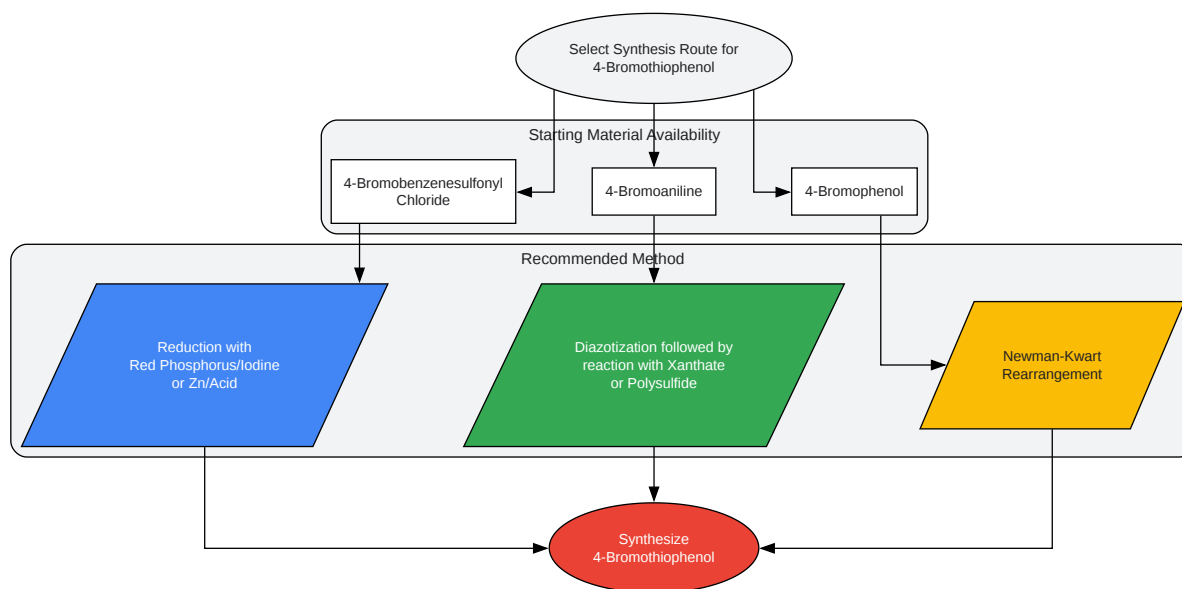 Select Synthesis Route for
4-Bromothiophenol
Starting Material Availability
4-Bromobenzenesulfonyl
Chloride
4-Bromoaniline
4-Bromophenol
Recommended Method
Reduction with
Red Phosphorus/Iodine
or Zn/Acid
Diazotization followed by
reaction with Xanthate
or Polysulfide
Newman-Kwart
Rearrangement
Synthesize
4-Bromothiophenol